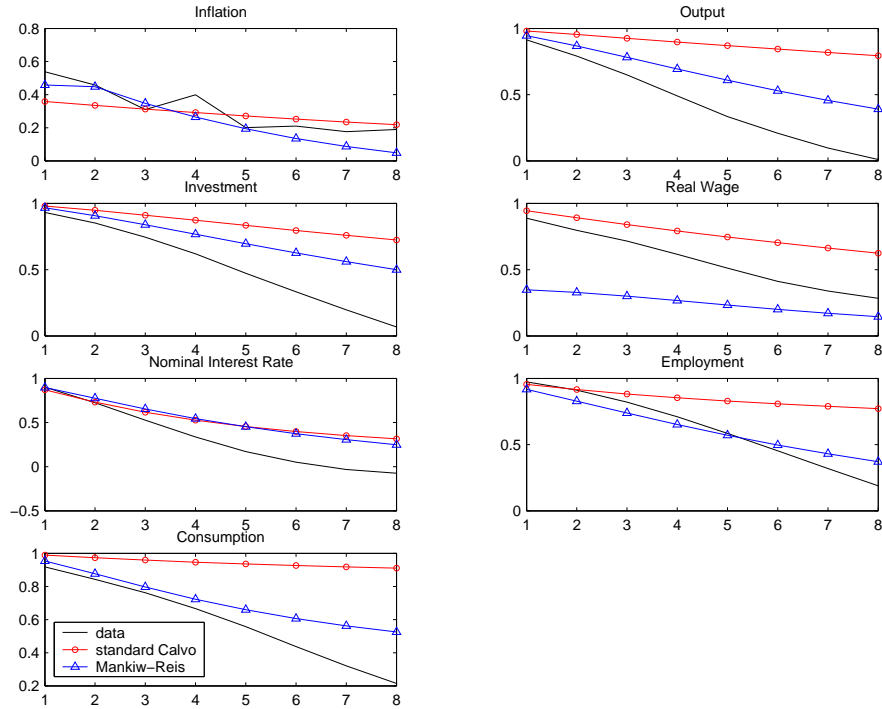 Inflation
0.8
0.6
0.4
0.2
0
1 2 3 4 5 6 7 8
Output
1
0.5
0
1 2 3 4 5 6 7 8
Investment
1
0.5
0
1 2 3 4 5 6 7 8
Real Wage
1
0.5
0
1 2 3 4 5 6 7 8
Nominal Interest Rate
1
0.5
0
−0.5
1 2 3 4 5 6 7 8
Employment
1
0.5
0
1 2 3 4 5 6 7 8
Consumption
1
0.8
0.6
0.4
0.2
1 2 3 4 5 6 7 8
data
standard Calvo
Mankiw−Reis